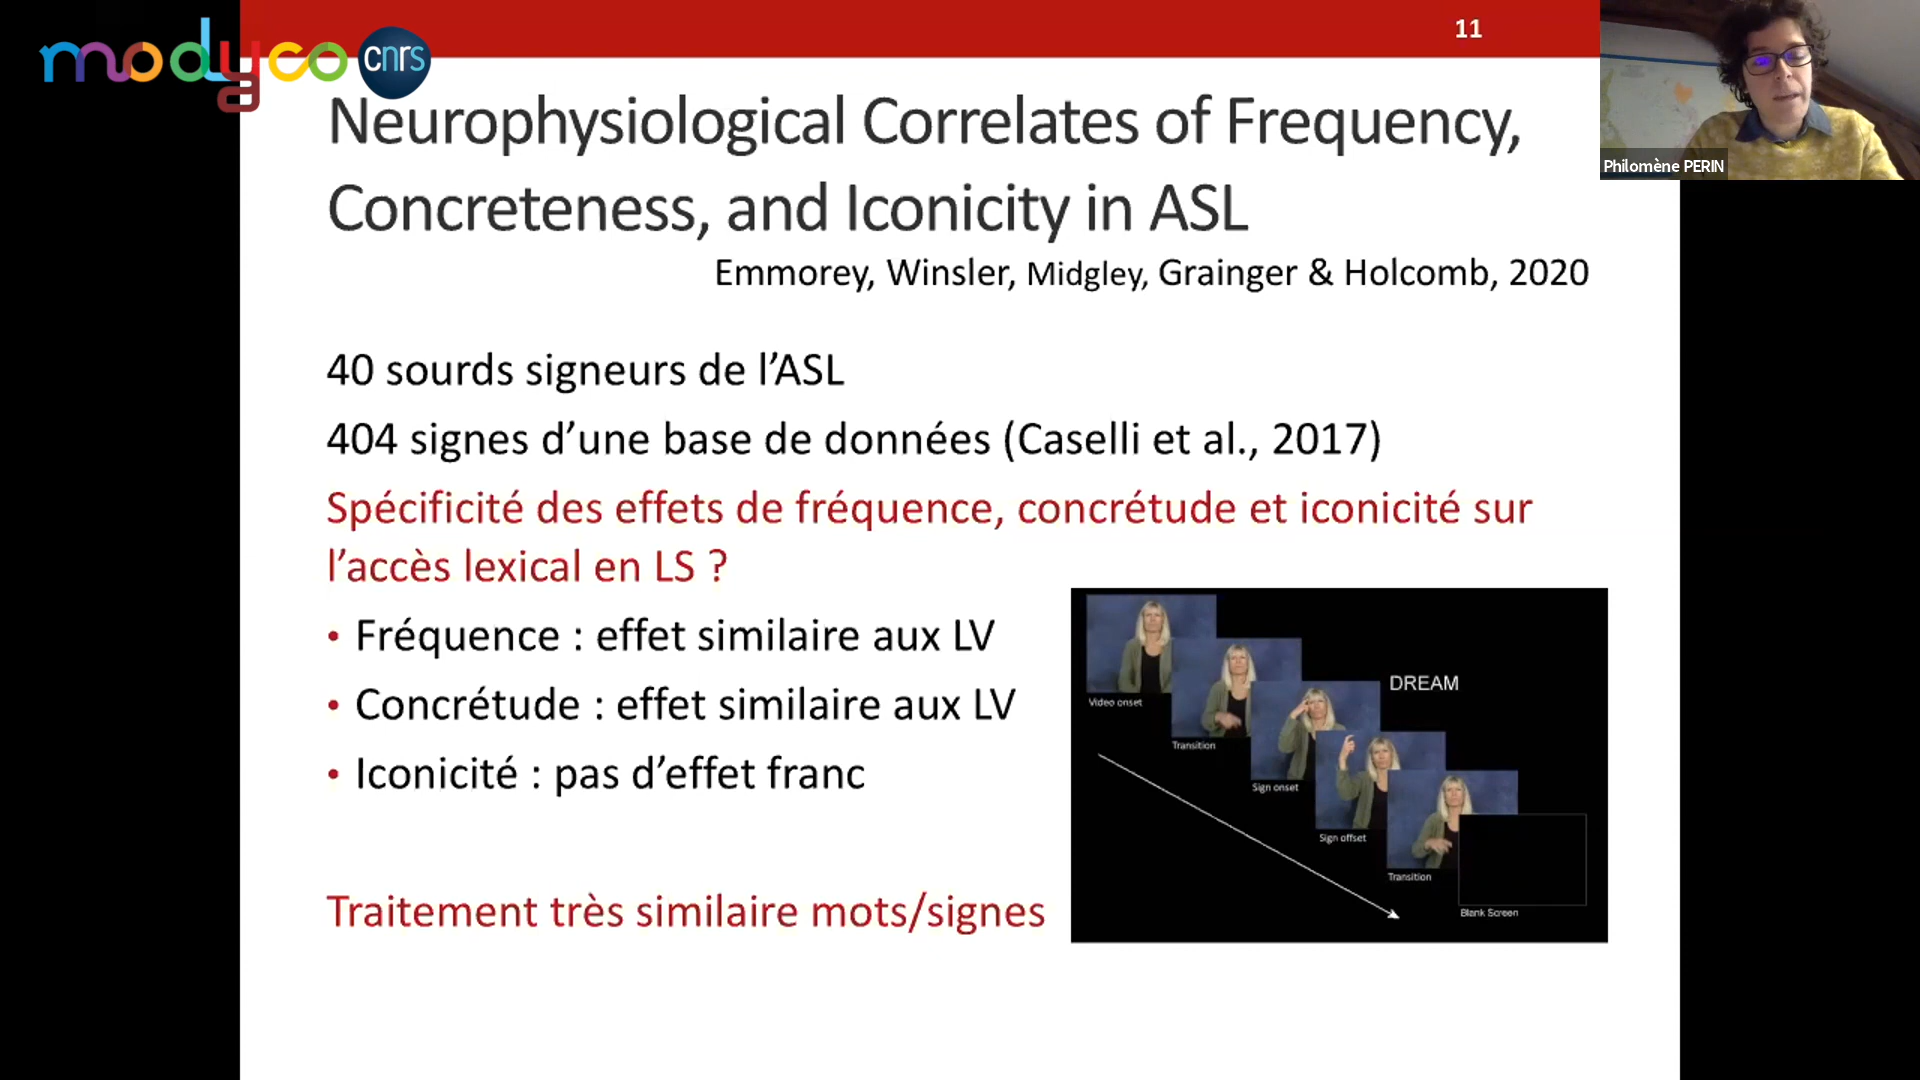 modyco cnrs
11
Philomène PERIN
Neurophysiological Correlates of Frequency,
Concreteness, and Iconicity in ASL
Emmorey, Winsler, Midgley, Grainger & Holcomb, 2020
40 sourds signeurs de l’ASL
404 signes d’une base de données (Caselli et al., 2017)
Spécificité des effets de fréquence, concrétude et iconicité sur
l’accès lexical en LS ?
• Fréquence : effet similaire aux LV
• Concrétude : effet similaire aux LV
• Iconicité : pas d’effet franc
Traitement très similaire mots/signes
DREAM
Video onset
Transition
Sign onset
Sign offset
Transition
Blank Screen